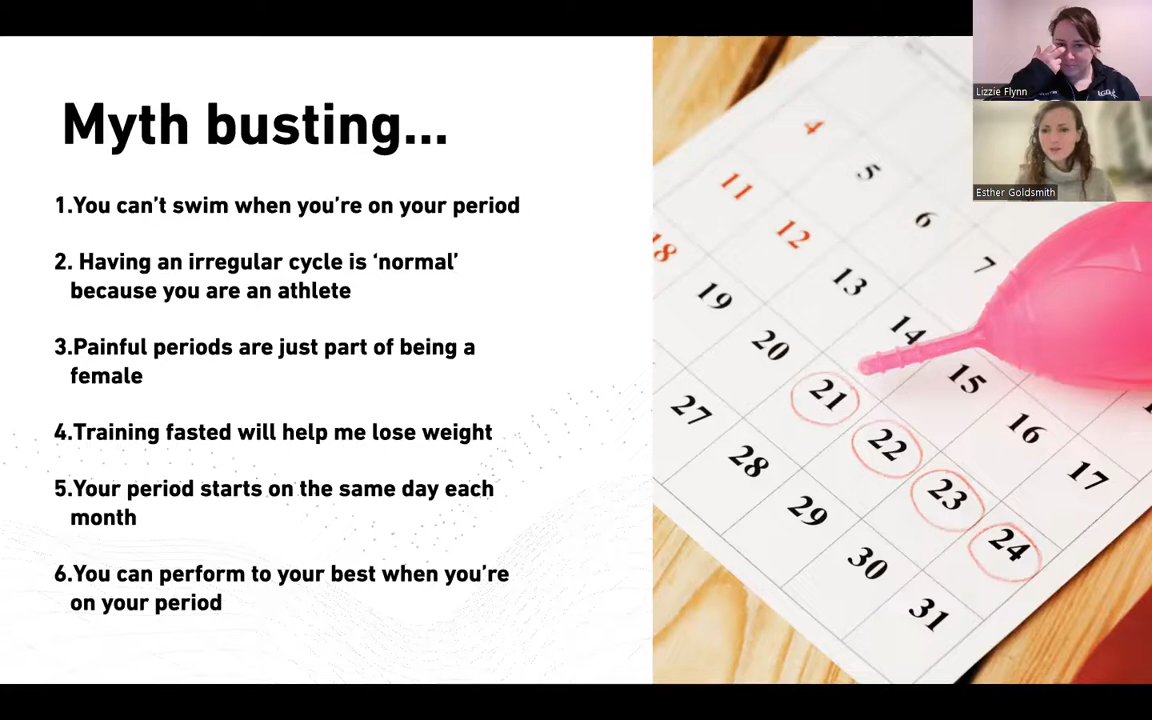 Myth busting...
1.You can't swim when you're on your period
2. Having an irregular cycle is 'normal'
because you are an athlete
3.Painful periods are just part of being a
female
4.Training fasted will help me lose weight
5.Your period starts on the same day each
month
6.You can perform to your best when you're
on your period
Lizzie Flynn
Esther Goldsmith
4
5
6
7
11
12
13
14
15
16
17
18
19
20
21
22
23
24
27
28
29
30
31